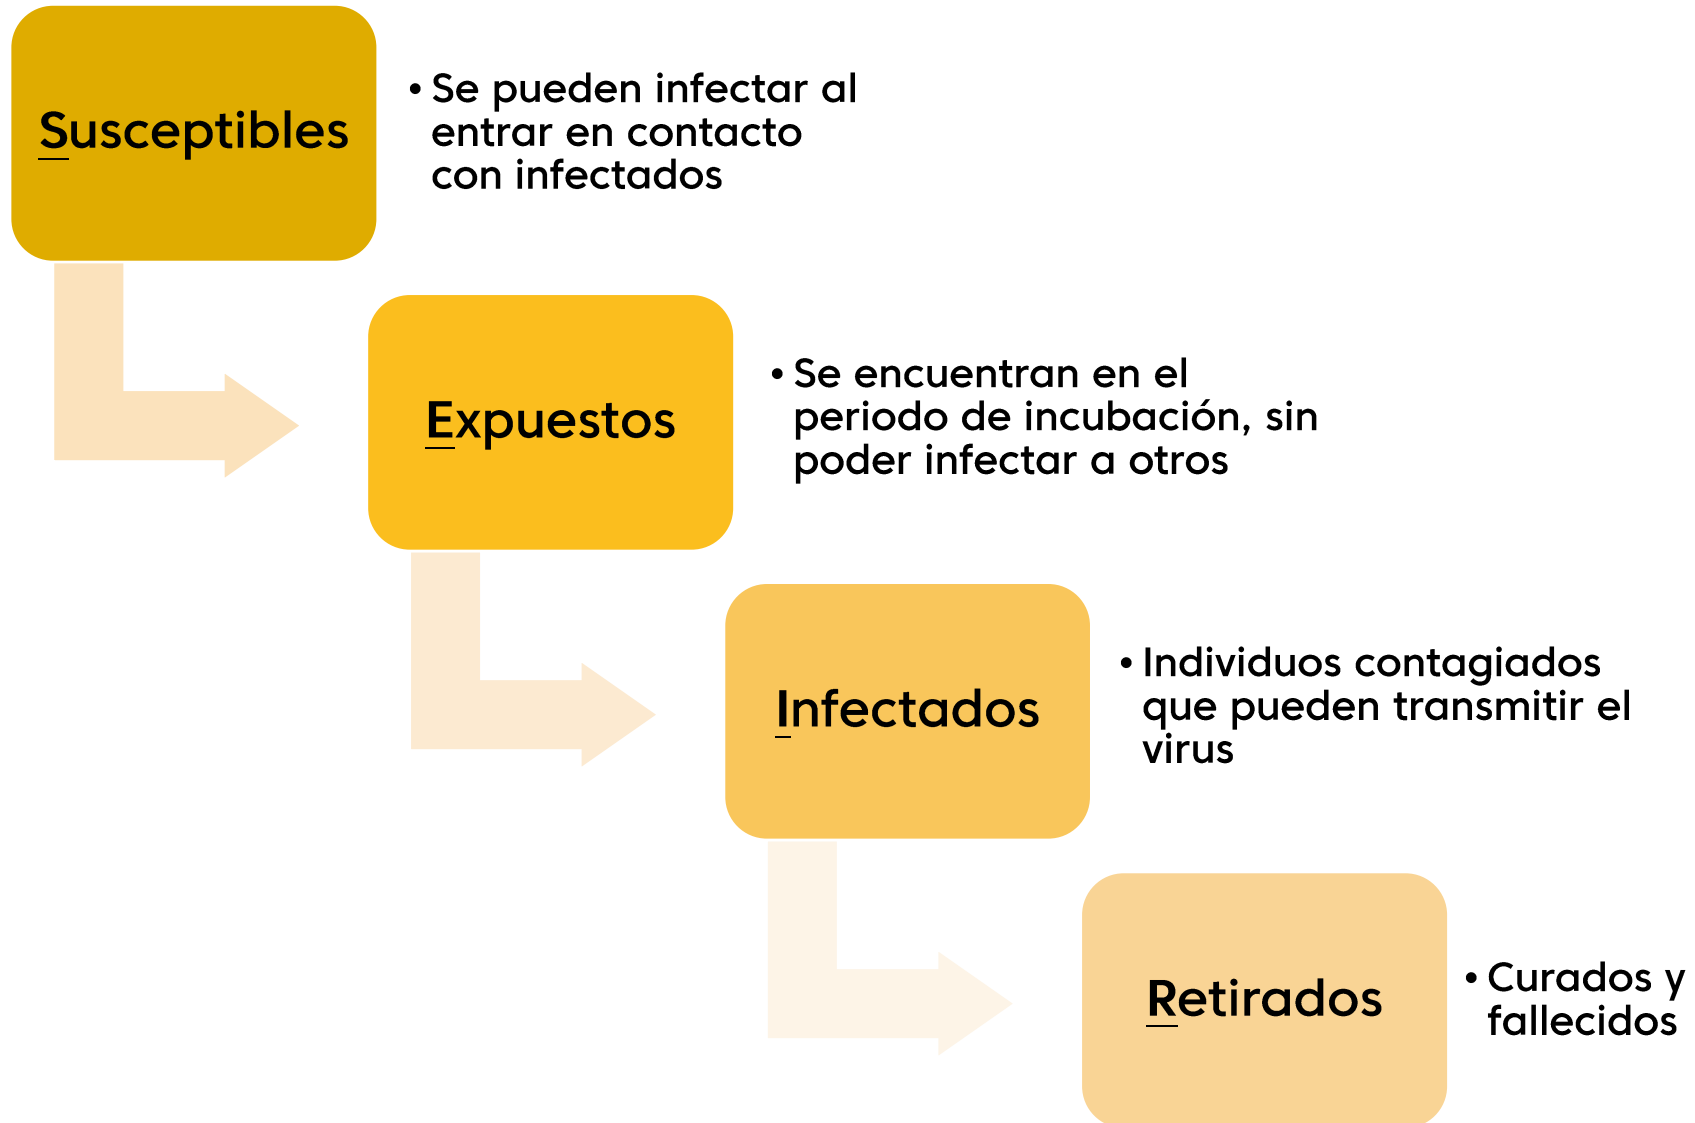 Susceptibles
• Se pueden infectar al
entrar en contacto
con infectados
Expuestos
• Se encuentran en el
periodo de incubación, sin
poder infectar a otros
Infectados
• Individuos contagiados
que pueden transmitir el
virus
Retirados
• Curados y
fallecidos